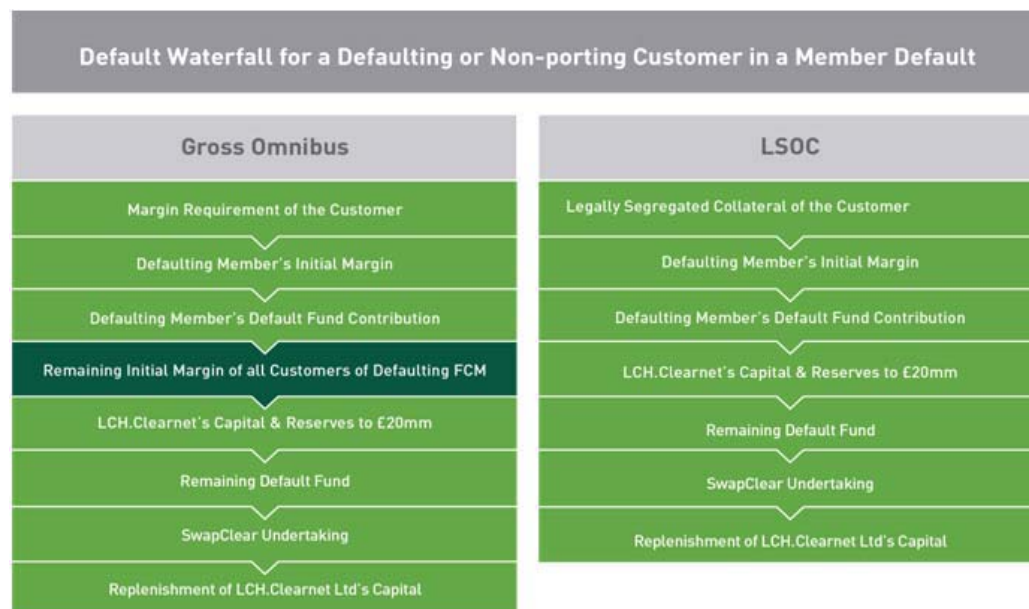 Default Waterfall for a Defaulting or Non-porting Customer in a Member Default
Gross Omnibus
Margin Requirement of the Customer
Defaulting Member's Initial Margin
Defaulting Member's Default Fund Contribution
Remaining Initial Margin of all Customers of Defaulting FCM
LCH.Clearnet's Capital & Reserves to £20mm
Remaining Default Fund
SwapClear Undertaking
Replenishment of LCH.Clearnet Ltd's Capital
LSOC
Legally Segregated Collateral of the Customer
Defaulting Member's Initial Margin
Defaulting Member's Default Fund Contribution
LCH.Clearnet's Capital & Reserves to £20mm
Remaining Default Fund
SwapClear Undertaking
Replenishment of LCH.Clearnet Ltd's Capital